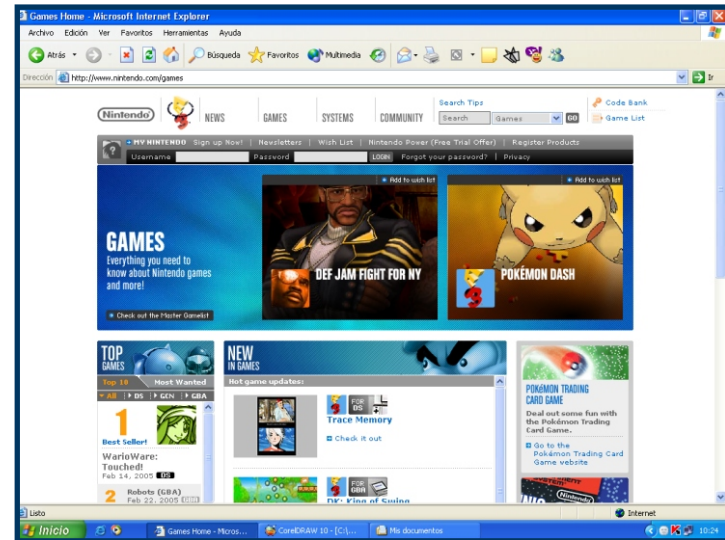 Games Home - Microsoft Internet Explorer
Archivo Edición Ver Favoritos Herramientas Ayuda
Atrás Búsqueda Favoritos Multimedia
Dirección http://www.nintendo.com/games Ir
Nintendo NEWS GAMES SYSTEMS COMMUNITY
Search Tips
Search Games GO
Code Bank
Game List
MY NINTENDO Sign up Now! | Newsletters | Wish List | Nintendo Power (Free Trial Offer) | Register Products
Username Password LOGIN Forgot your password? | Privacy
GAMES
Everything you need to
know about Nintendo games
and more!
Check out the Master Gamelist
Add to wish list
DEF JAM FIGHT FOR NY
Add to wish list
POKÉMON DASH
TOP
GAMES
Top 10 Most Wanted
All | DS | GCN | GBA
1
Best Seller!
WarioWare:
Touched!
Feb 14, 2005 DS
2 Robots (GBA)
Feb 22, 2005 GBA
NEW
IN GAMES
Hot game updates:
FOR
DS
Trace Memory
Check it out
FOR
GBA
DK: King of Swing
POKÉMON TRADING
CARD GAME
Deal out some fun with
the Pokémon Trading
Card Game.
Go to the
Pokémon Trading Card
Game website
Nintendo
Listo Internet
Inicio Games Home - Micros... CorelDRAW 10 - [C:\... Mis documentos 10:24